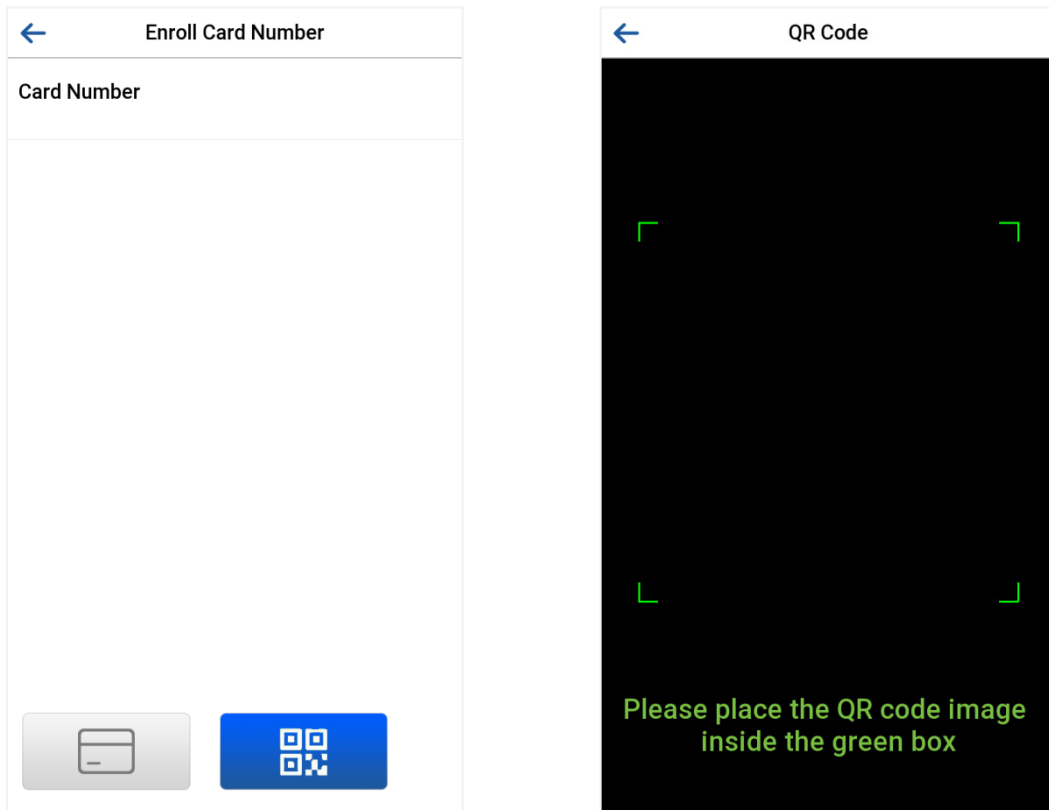 Enroll Card Number
Card Number
QR Code
Please place the QR code image
inside the green box